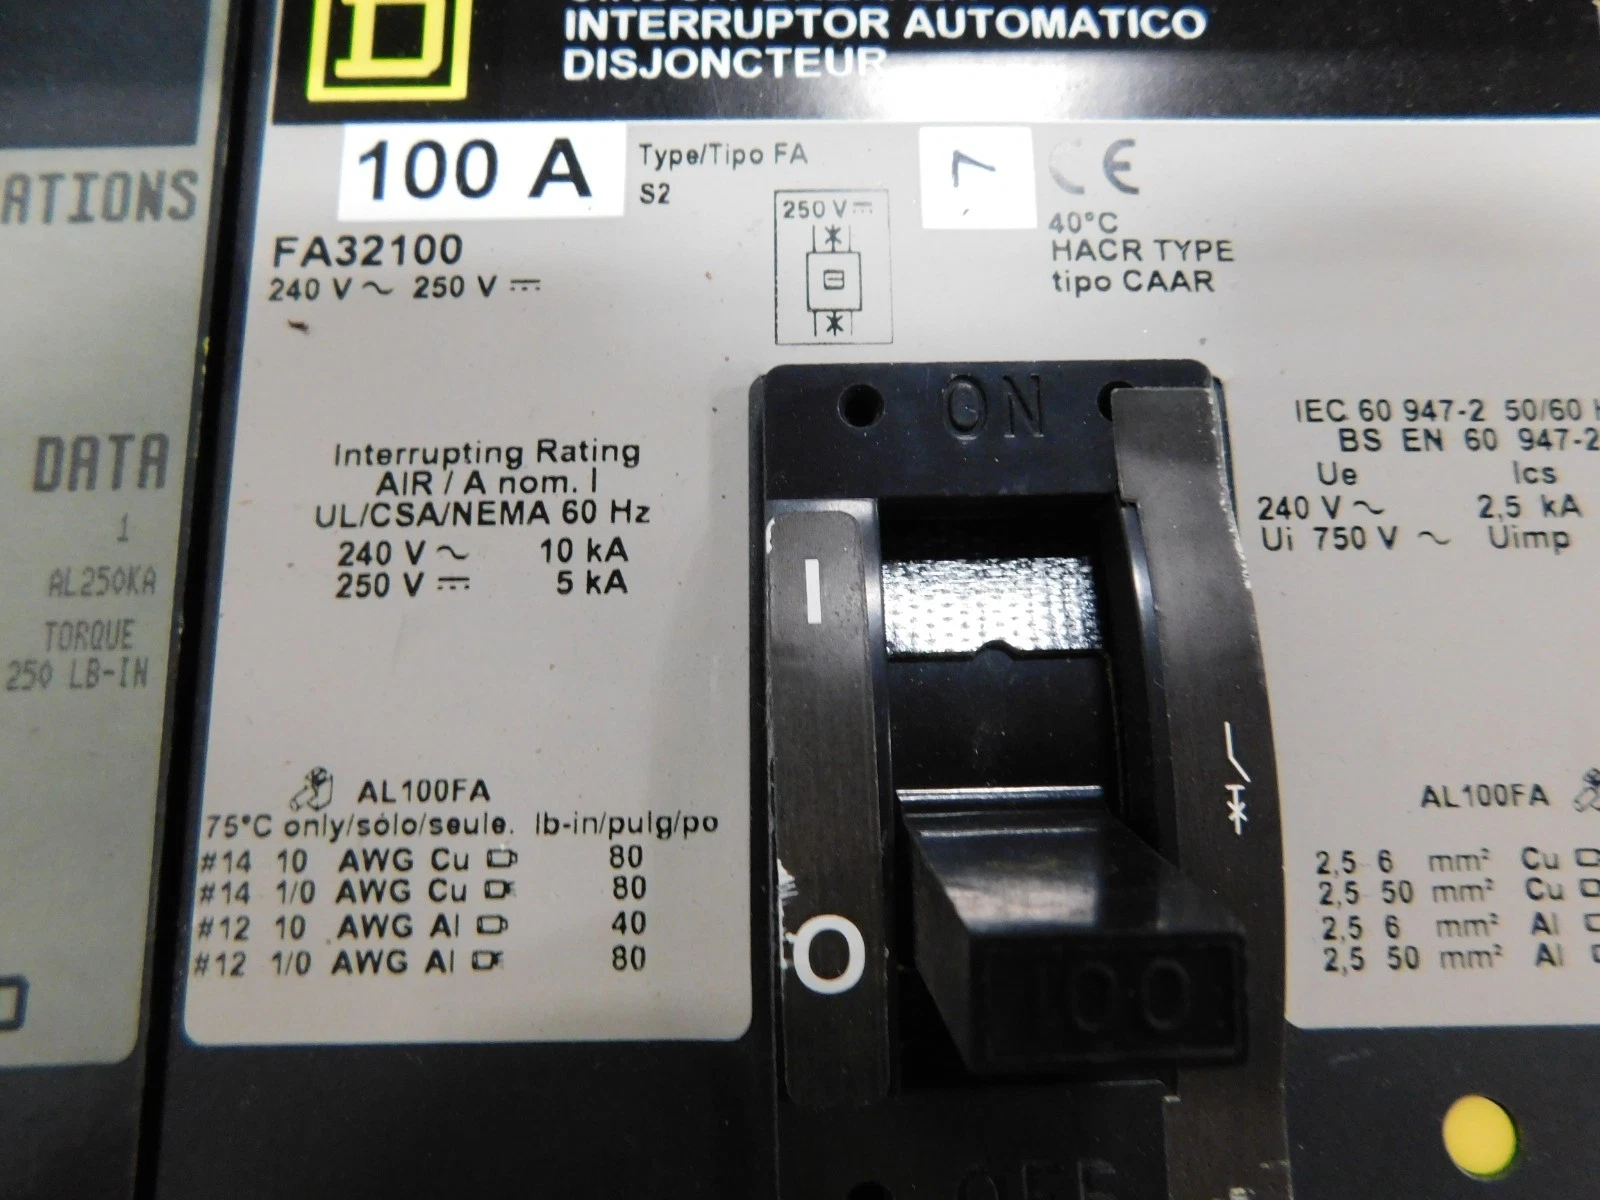 INTERRUPTOR AUTOMATICO
DISJONCTEUR
100 A
Type/Tipo FA
S2
CE
FA32100
240 V ~ 250 V ⎓
250 V ⎓
40°C
HACR TYPE
tipo CAAR
ON
Interrupting Rating
AIR / A nom. I
UL/CSA/NEMA 60 Hz
240 V ~ 10 kA
250 V ⎓ 5 kA
IEC 60 947-2 50/60
BS EN 60 947-2
Ue Ics
240 V ~ 2,5 kA
Ui 750 V ~ Uimp
I
O
100
AL100FA
75°C only/sólo/seule. lb-in/pulg/po
#14 10 AWG Cu 80
#14 1/0 AWG Cu 80
#12 10 AWG Al 40
#12 1/0 AWG Al 80
AL100FA
2,5 6 mm² Cu
2,5 50 mm² Cu
2,5 6 mm² Al
2,5 50 mm² Al
ATIONS
DATA
1
AL250KA
TORQUE
250 LB-IN